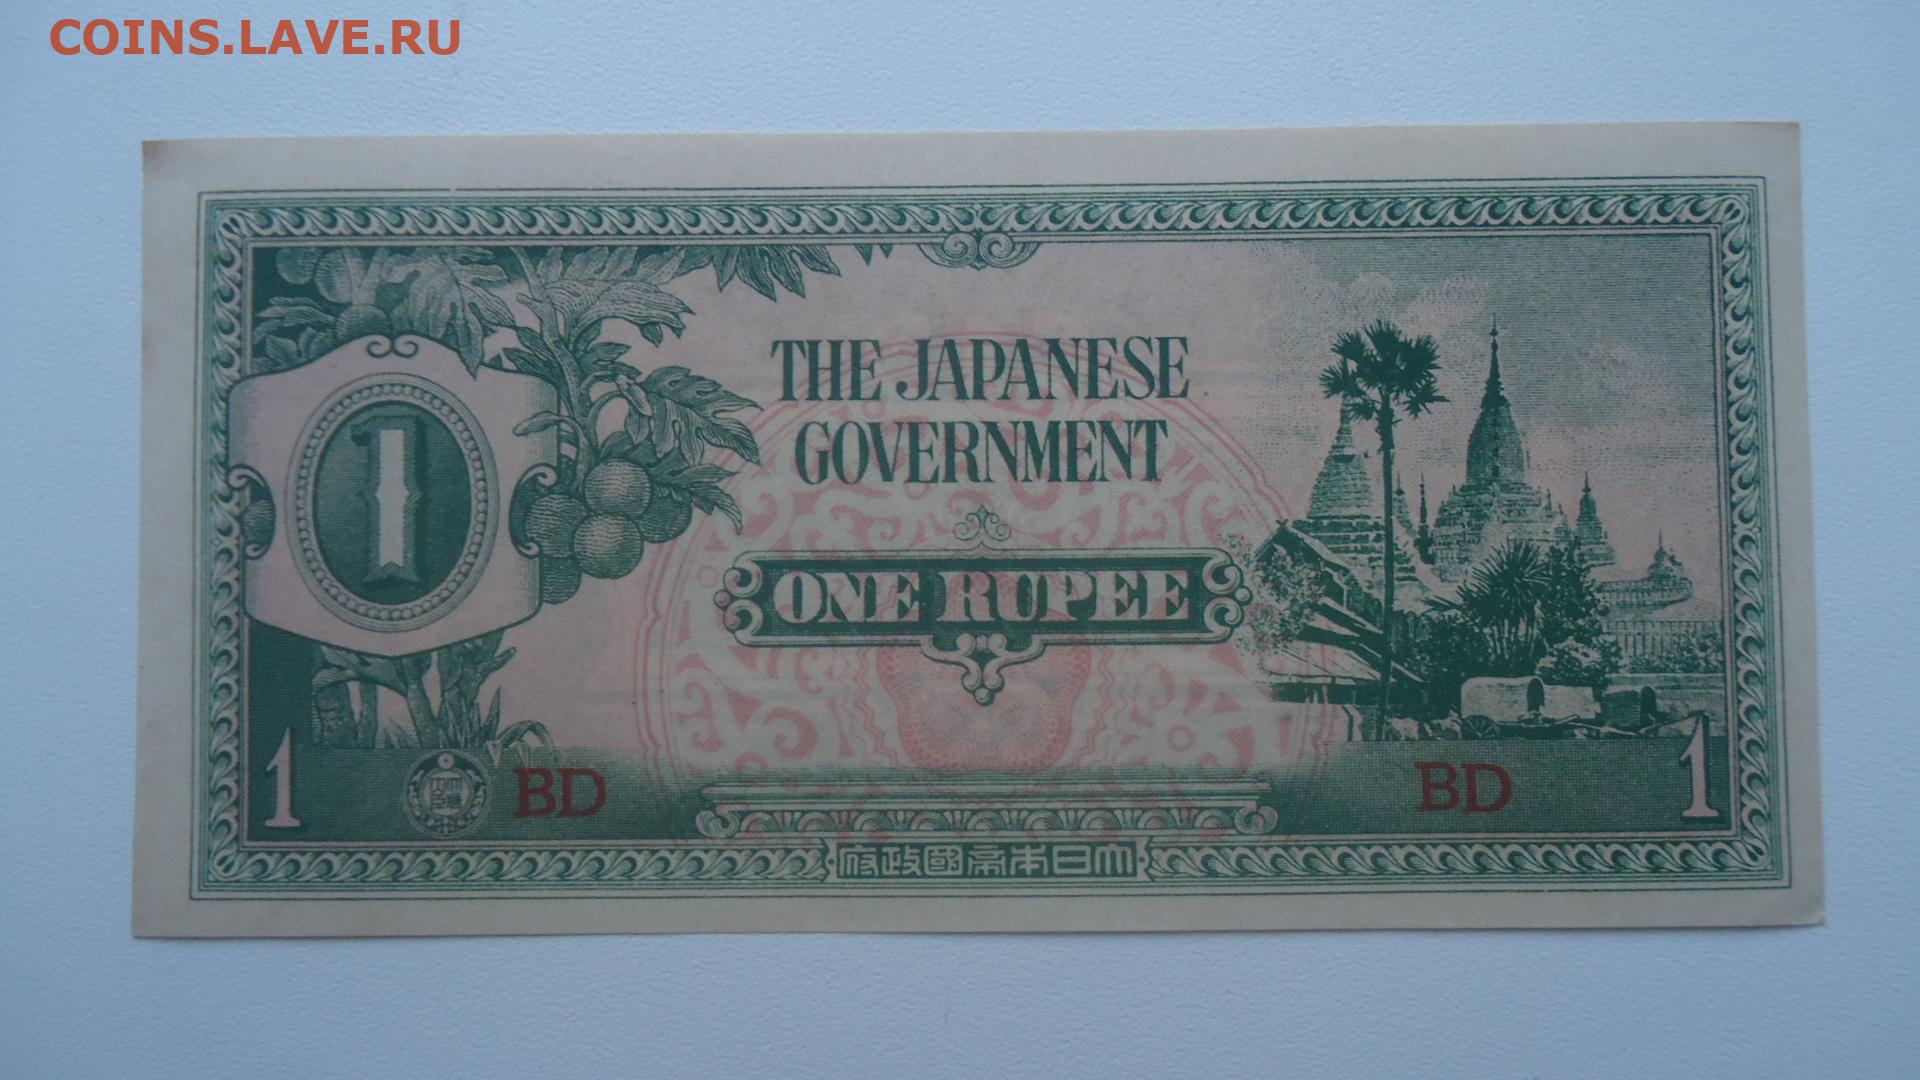 COINS.LAVE.RU
THE JAPANESE
GOVERNMENT
1
ONE RUPEE
1
BD
BD
1
府政國帝本日大